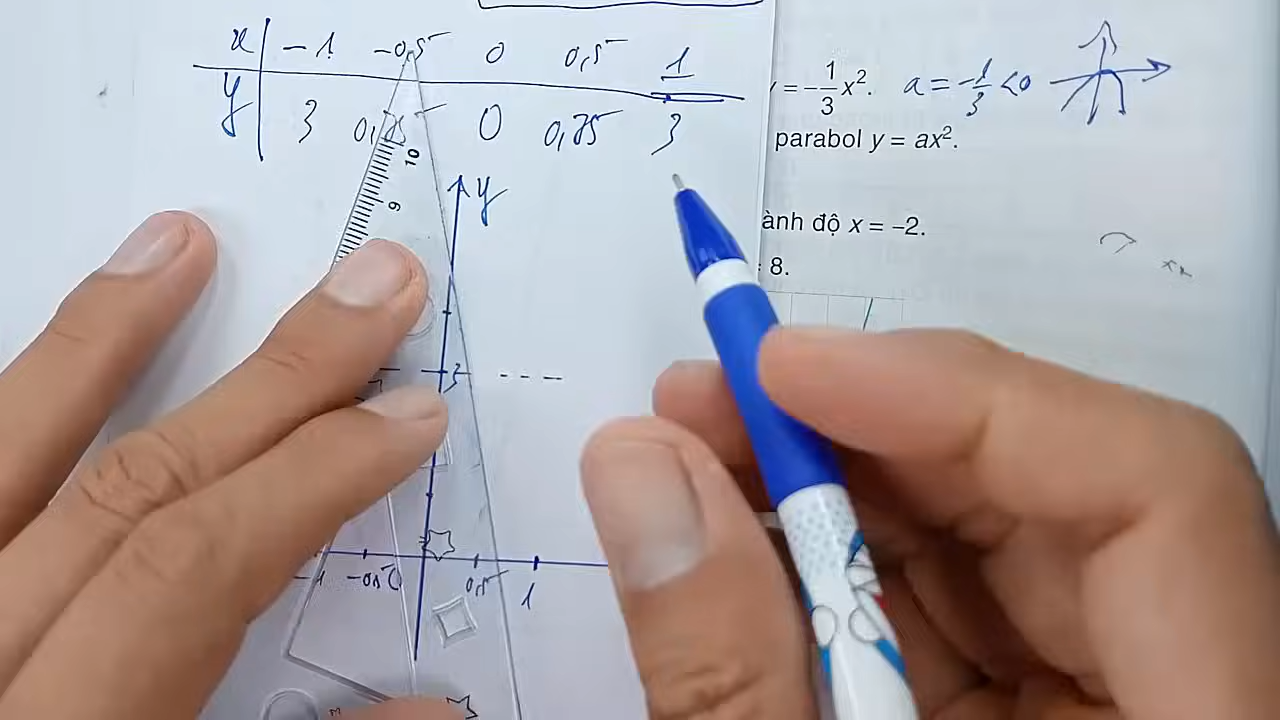 x -1 -0,5 0 0,5 1
y 3 0,75 0 0,75 3
= -1/3 x². a = -1/3 < 0
parabol y = ax².
ành độ x = –2.
8.
10
9
y
3
-1 -0,5 0,5 1